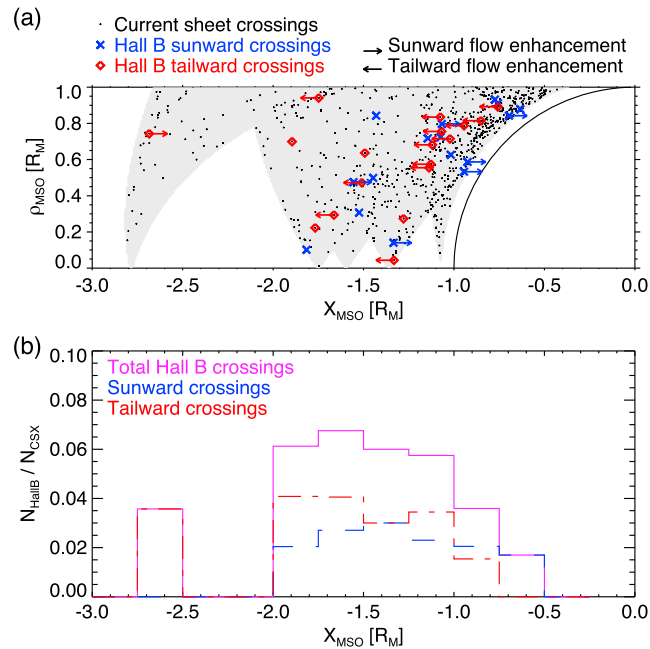 (a)
Current sheet crossings
Hall B sunward crossings
Sunward flow enhancement
Hall B tailward crossings
Tailward flow enhancement
1.0
0.8
0.6
0.4
0.2
0.0
ρMSO [RM]
-3.0 -2.5 -2.0 -1.5 -1.0 -0.5 0.0
XMSO [RM]
(b)
Total Hall B crossings
Sunward crossings
Tailward crossings
0.10
0.08
0.06
0.04
0.02
0.00
NHallB / NCSX
-3.0 -2.5 -2.0 -1.5 -1.0 -0.5 0.0
XMSO [RM]